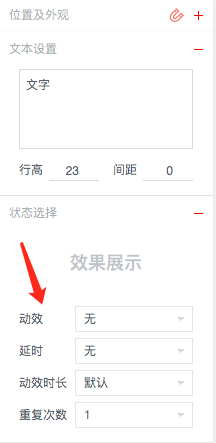 位置及外观
文本设置
文字
行高 23 间距 0
状态选择
效果展示
动效 无
延时 无
动效时长 默认
重复次数 1